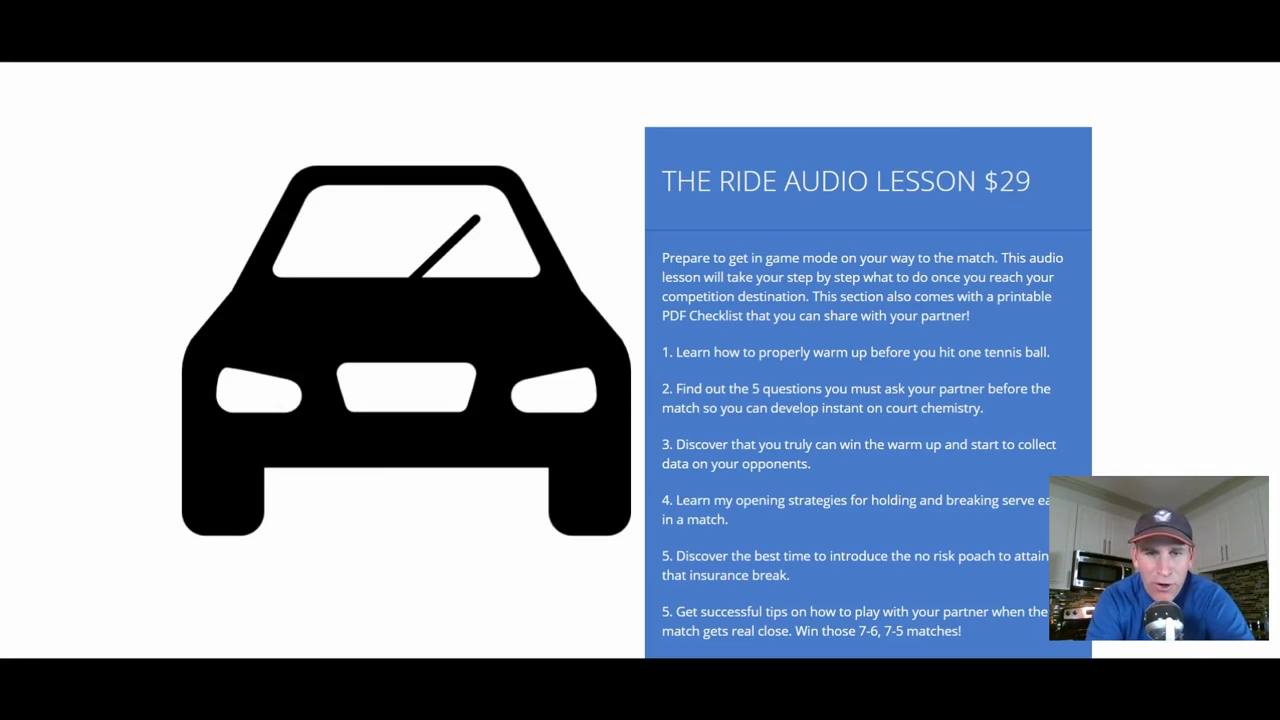 THE RIDE AUDIO LESSON $29
Prepare to get in game mode on your way to the match. This audio
lesson will take your step by step what to do once you reach your
competition destination. This section also comes with a printable
PDF Checklist that you can share with your partner!
1. Learn how to properly warm up before you hit one tennis ball.
2. Find out the 5 questions you must ask your partner before the
match so you can develop instant on court chemistry.
3. Discover that you truly can win the warm up and start to collect
data on your opponents.
4. Learn my opening strategies for holding and breaking serve
in a match.
5. Discover the best time to introduce the no risk poach to attain
that insurance break.
5. Get successful tips on how to play with your partner when the
match gets real close. Win those 7-6, 7-5 matches!